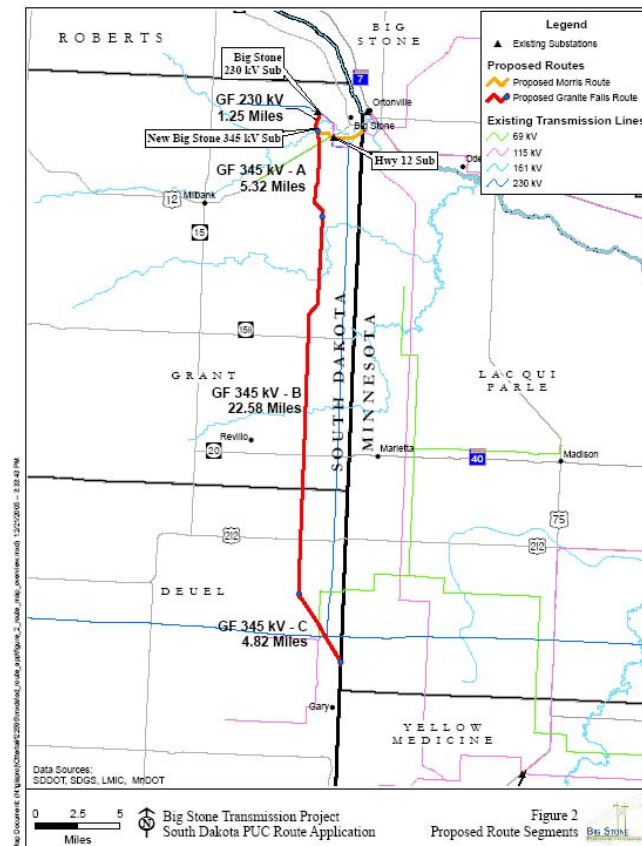 ROBERTS
BIG
STONE
Big Stone
230 kV Sub
7
GF 230 kV
1.25 Miles
Ortonville
Big Stone
New Big Stone 345 kV Sub
Hwy 12 Sub
Ode
GF 345 kV - A
5.32 Miles
12
Milbank
15
158
SOUTH DAKOTA
MINNESOTA
GRANT
LACQUI
PARLE
GF 345 kV - B
22.58 Miles
Revillo
20
Marietta
40
Madison
75
212
212
DEUEL
GF 345 kV - C
4.82 Miles
Gary
YELLOW
MEDICINE
Legend
Existing Substations
Proposed Routes
Proposed Morris Route
Proposed Granite Falls Route
Existing Transmission Lines
69 kV
115 kV
161 kV
230 kV
Data Sources:
SDDOT, SDGS, LMIC, MnDOT
0 2.5 5
Miles
N
Big Stone Transmission Project
South Dakota PUC Route Application
Figure 2
Proposed Route Segments
BIG STONE